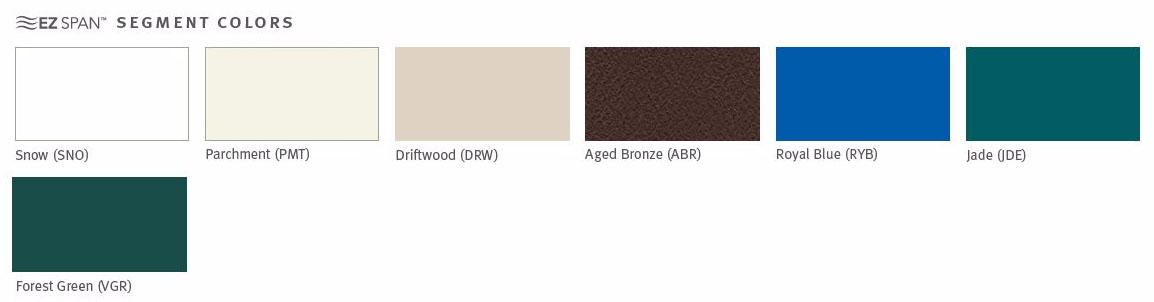 EZ SPAN™ SEGMENT COLORS
Snow (SNO) Parchment (PMT) Driftwood (DRW) Aged Bronze (ABR) Royal Blue (RYB) Jade (JDE)
Forest Green (VGR)